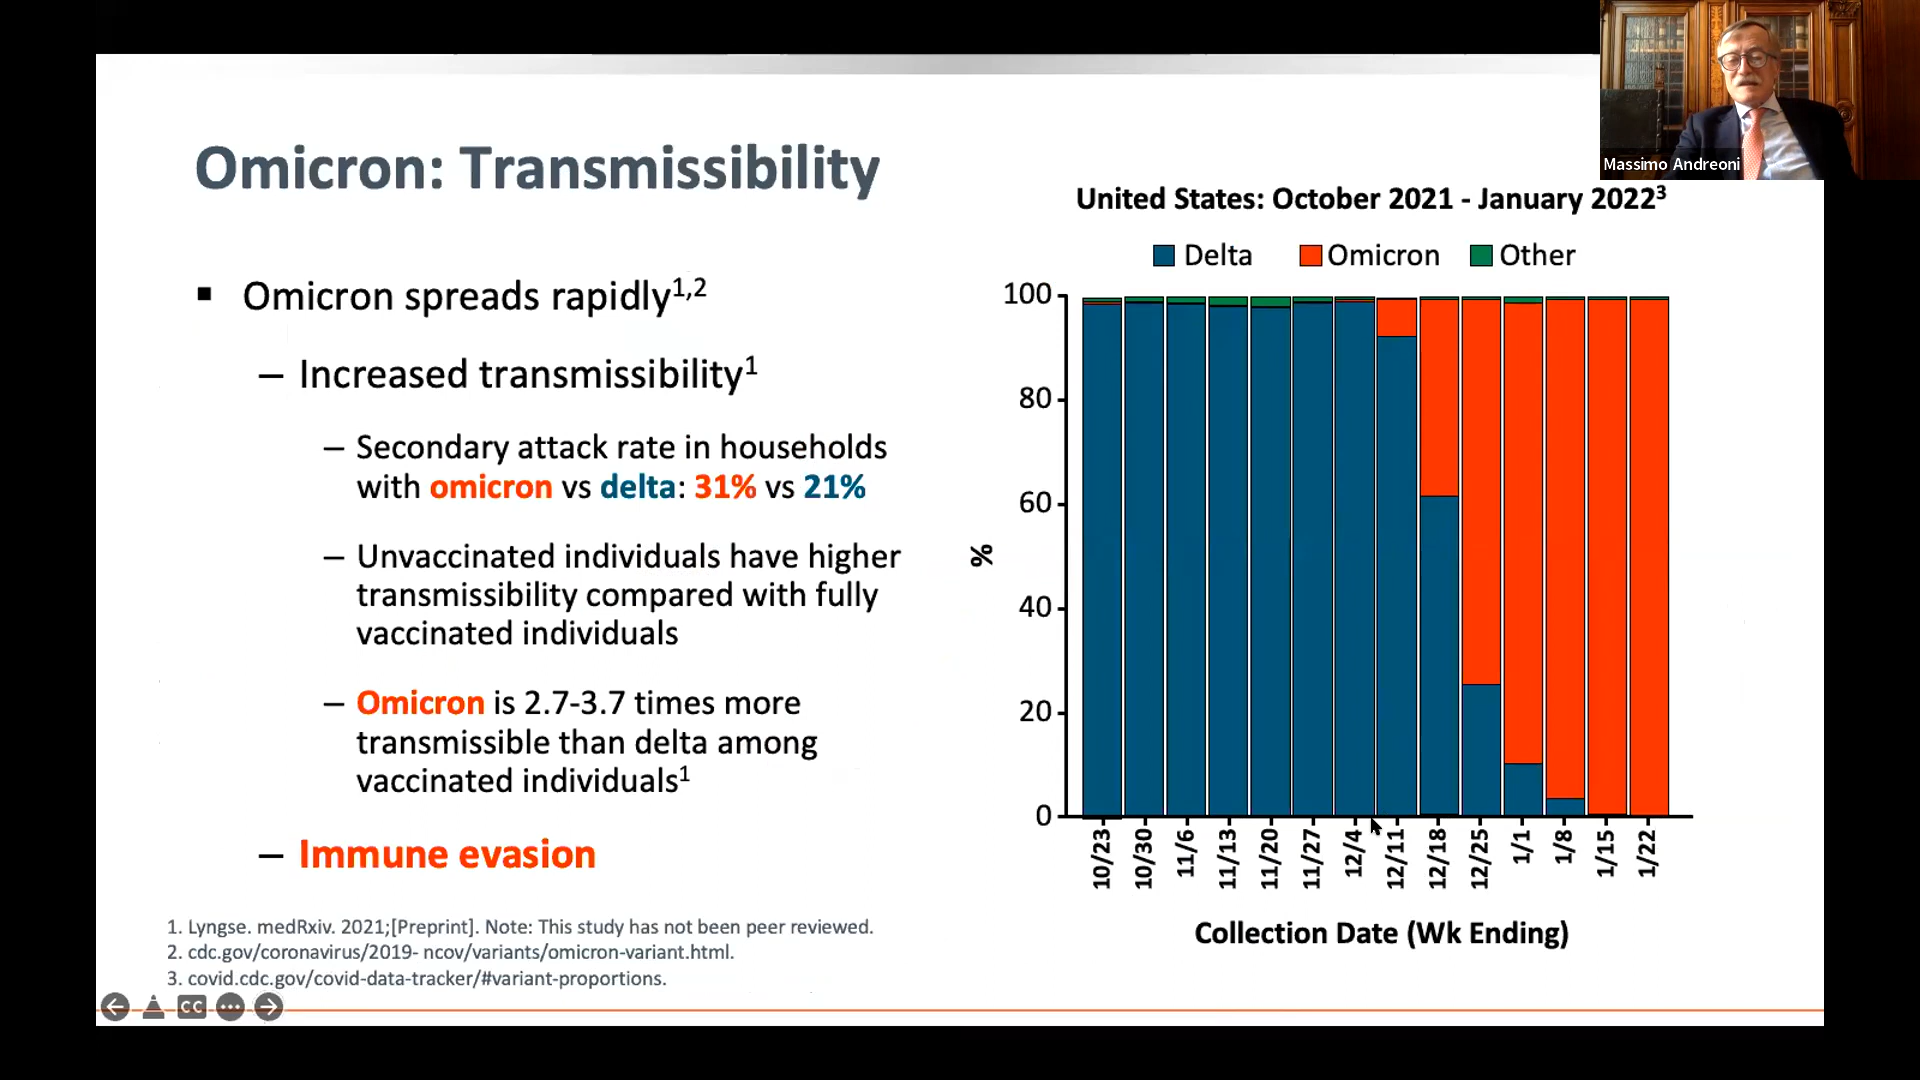 Massimo Andreoni
Omicron: Transmissibility
▪ Omicron spreads rapidly1,2
– Increased transmissibility1
– Secondary attack rate in households
with omicron vs delta: 31% vs 21%
– Unvaccinated individuals have higher
transmissibility compared with fully
vaccinated individuals
– Omicron is 2.7-3.7 times more
transmissible than delta among
vaccinated individuals1
– Immune evasion
United States: October 2021 - January 20223
Delta Omicron Other
100
80
60
40
20
0
%
10/23 10/30 11/6 11/13 11/20 11/27 12/4 12/11 12/18 12/25 1/1 1/8 1/15 1/22
Collection Date (Wk Ending)
1. Lyngse. medRxiv. 2021;[Preprint]. Note: This study has not been peer reviewed.
2. cdc.gov/coronavirus/2019- ncov/variants/omicron-variant.html.
3. covid.cdc.gov/covid-data-tracker/#variant-proportions.
CC